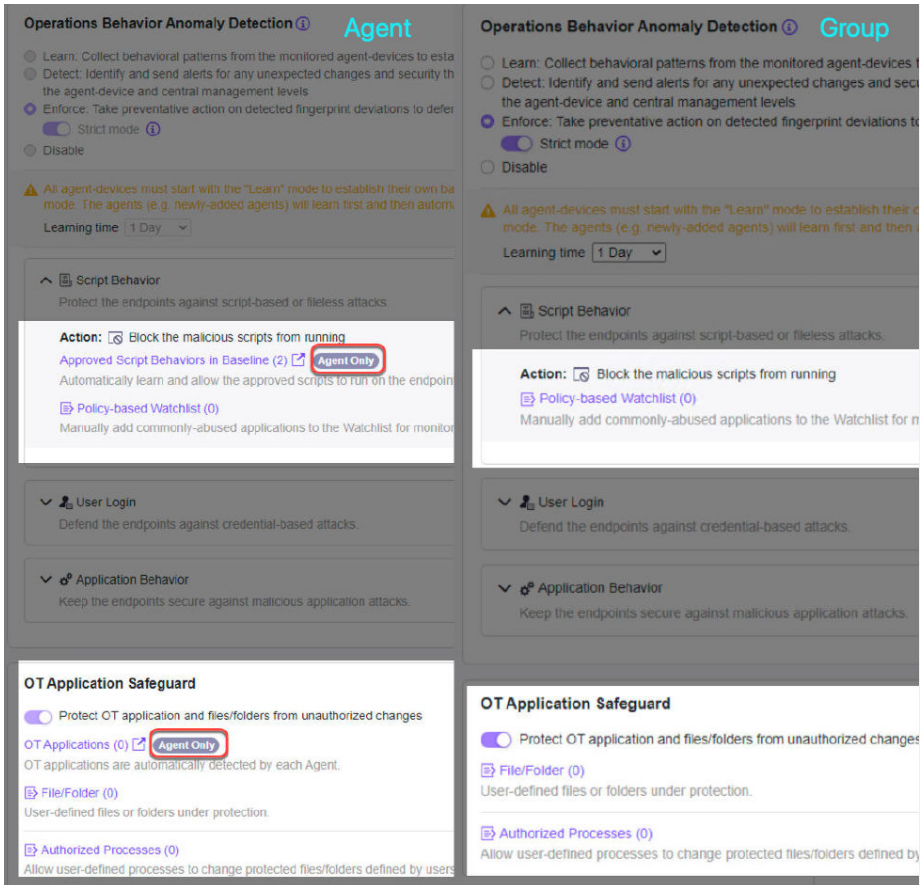 Operations Behavior Anomaly Detection
Agent
Learn: Collect behavioral patterns from the monitored agent-devices to esta
Detect: Identify and send alerts for any unexpected changes and security th
the agent-device and central management levels
Enforce: Take preventative action on detected fingerprint deviations to defer
Strict mode
Disable
All agent-devices must start with the "Learn" mode to establish their own ba
mode. The agents (e.g. newly-added agents) will learn first and then autom
Learning time 1 Day
Script Behavior
Protect the endpoints against script-based or fileless attacks.
Action: Block the malicious scripts from running
Approved Script Behaviors in Baseline (2) Agent Only
Automatically learn and allow the approved scripts to run on the endpoin
Policy-based Watchlist (0)
Manually add commonly-abused applications to the Watchlist for monitor
User Login
Defend the endpoints against credential-based attacks.
Application Behavior
Keep the endpoints secure against malicious application attacks.
OT Application Safeguard
Protect OT application and files/folders from unauthorized changes
OT Applications (0) Agent Only
OT applications are automatically detected by each Agent.
File/Folder (0)
User-defined files or folders under protection.
Authorized Processes (0)
Allow user-defined processes to change protected files/folders defined by users
Operations Behavior Anomaly Detection
Group
Learn: Collect behavioral patterns from the monitored agent-devices t
Detect: Identify and send alerts for any unexpected changes and secu
the agent-device and central management levels
Enforce: Take preventative action on detected fingerprint deviations to
Strict mode
Disable
All agent-devices must start with the "Learn" mode to establish their o
mode. The agents (e.g. newly-added agents) will learn first and then a
Learning time 1 Day
Script Behavior
Protect the endpoints against script-based or fileless attacks.
Action: Block the malicious scripts from running
Policy-based Watchlist (0)
Manually add commonly-abused applications to the Watchlist for m
User Login
Defend the endpoints against credential-based attacks.
Application Behavior
Keep the endpoints secure against malicious application attacks.
OT Application Safeguard
Protect OT application and files/folders from unauthorized changes
File/Folder (0)
User-defined files or folders under protection.
Authorized Processes (0)
Allow user-defined processes to change protected files/folders defined by